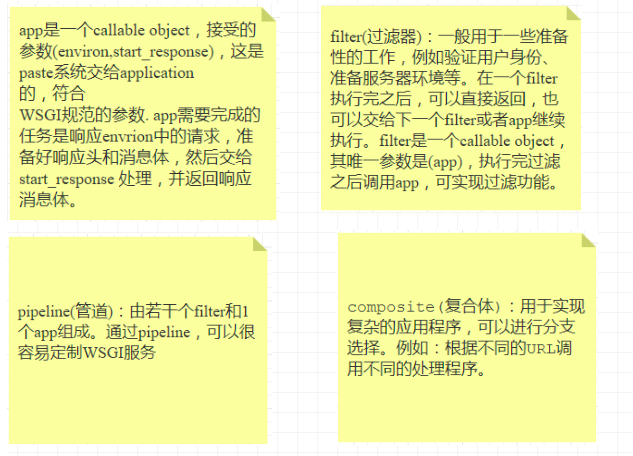 app是一个callable object，接受的
参数(environ,start_response)，这是
paste系统交给application
的，符合
WSGI规范的参数. app需要完成的
任务是响应envrion中的请求，准
备好响应头和消息体，然后交给
start_response 处理，并返回响应
消息体。
filter(过滤器)：一般用于一些准备
性的工作，例如验证用户身份、
准备服务器环境等。在一个filter
执行完之后，可以直接返回，也
可以交给下一个filter或者app继续
执行。filter是一个callable object，
其唯一参数是(app)，执行完过滤
之后调用app，可实现过滤功能。
pipeline(管道)：由若干个filter和1
个app组成。通过pipeline，可以很
容易定制WSGI服务
composite(复合体)：用于实现
复杂的应用程序，可以进行分支
选择。例如：根据不同的URL调
用不同的处理程序。